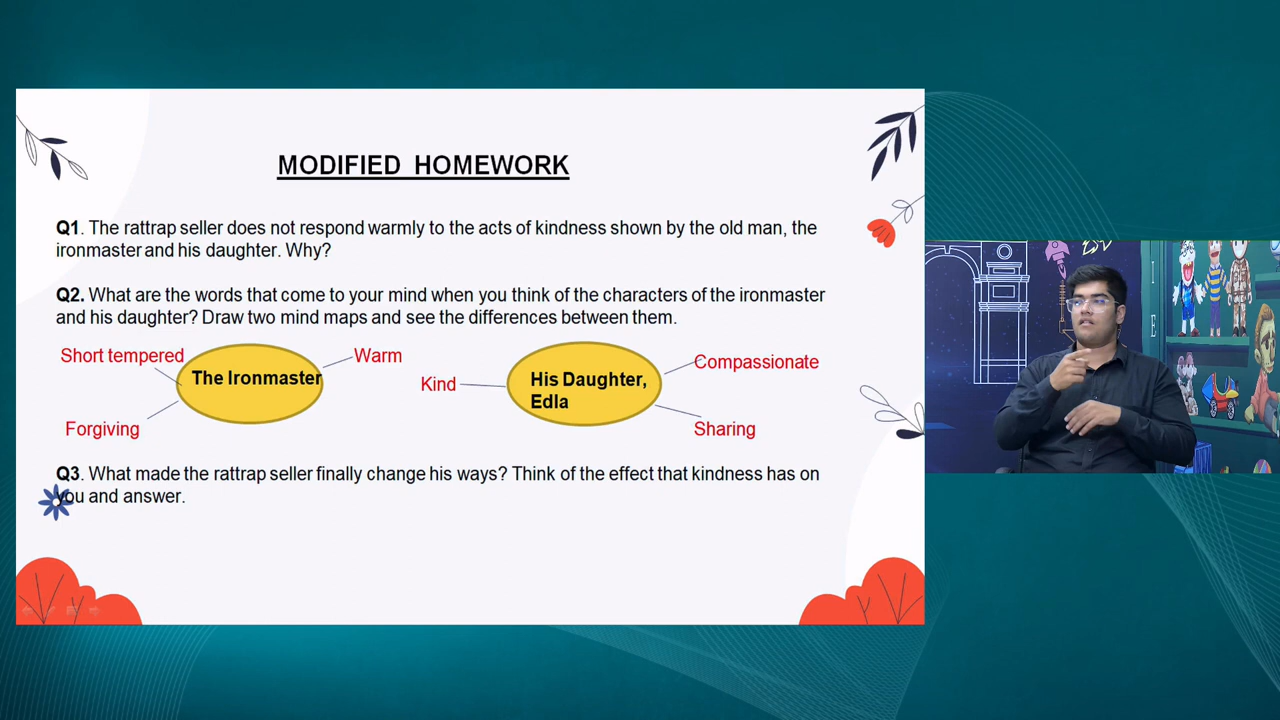 MODIFIED HOMEWORK
Q1. The rattrap seller does not respond warmly to the acts of kindness shown by the old man, the
ironmaster and his daughter. Why?
Q2. What are the words that come to your mind when you think of the characters of the ironmaster
and his daughter? Draw two mind maps and see the differences between them.
Short tempered
The Ironmaster
Warm
Forgiving
Kind
His Daughter,
Edla
Compassionate
Sharing
Q3. What made the rattrap seller finally change his ways? Think of the effect that kindness has on
you and answer.
I
E